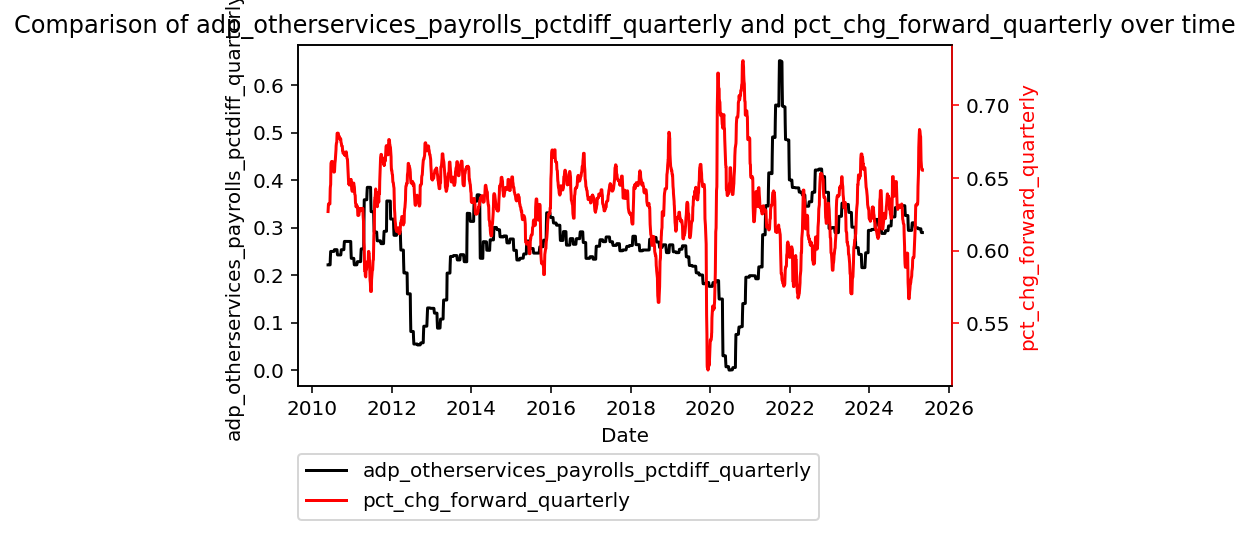 Comparison of adp_otherservices_payrolls_pctdiff_quarterly and pct_chg_forward_quarterly over time
adp_otherservices_payrolls_pctdiff_quarterly
0.6
0.5
0.4
0.3
0.2
0.1
0.0
0.70
0.65
0.60
0.55
pct_chg_forward_quarterly
2010 2012 2014 2016 2018 2020 2022 2024 2026
Date
adp_otherservices_payrolls_pctdiff_quarterly
pct_chg_forward_quarterly